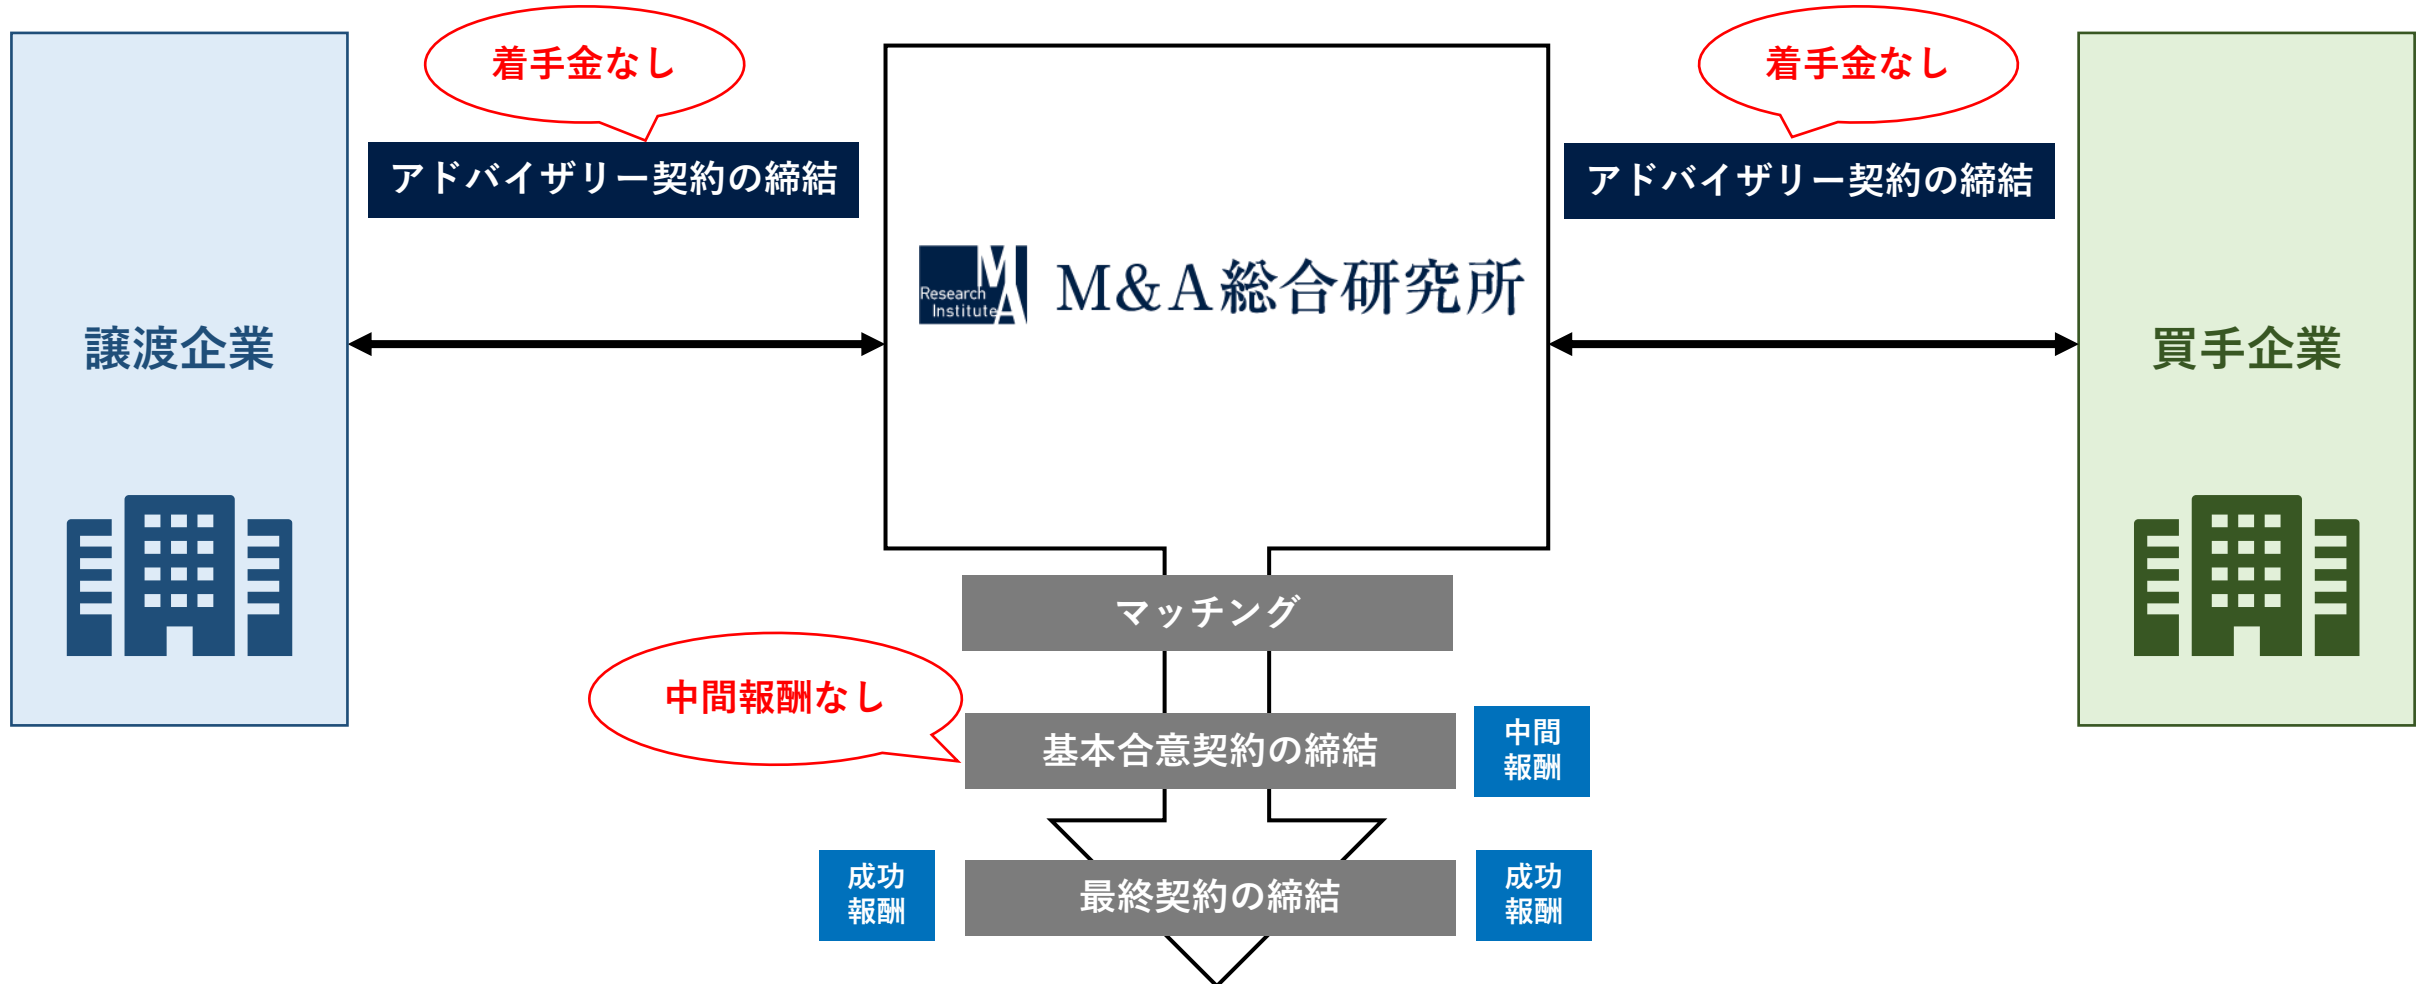 着手金なし
着手金なし
アドバイザリー契約の締結
アドバイザリー契約の締結
MA
Research
Institute
M&A総合研究所
譲渡企業
買手企業
マッチング
中間報酬なし
基本合意契約の締結
中間
報酬
成功
報酬
最終契約の締結
成功
報酬